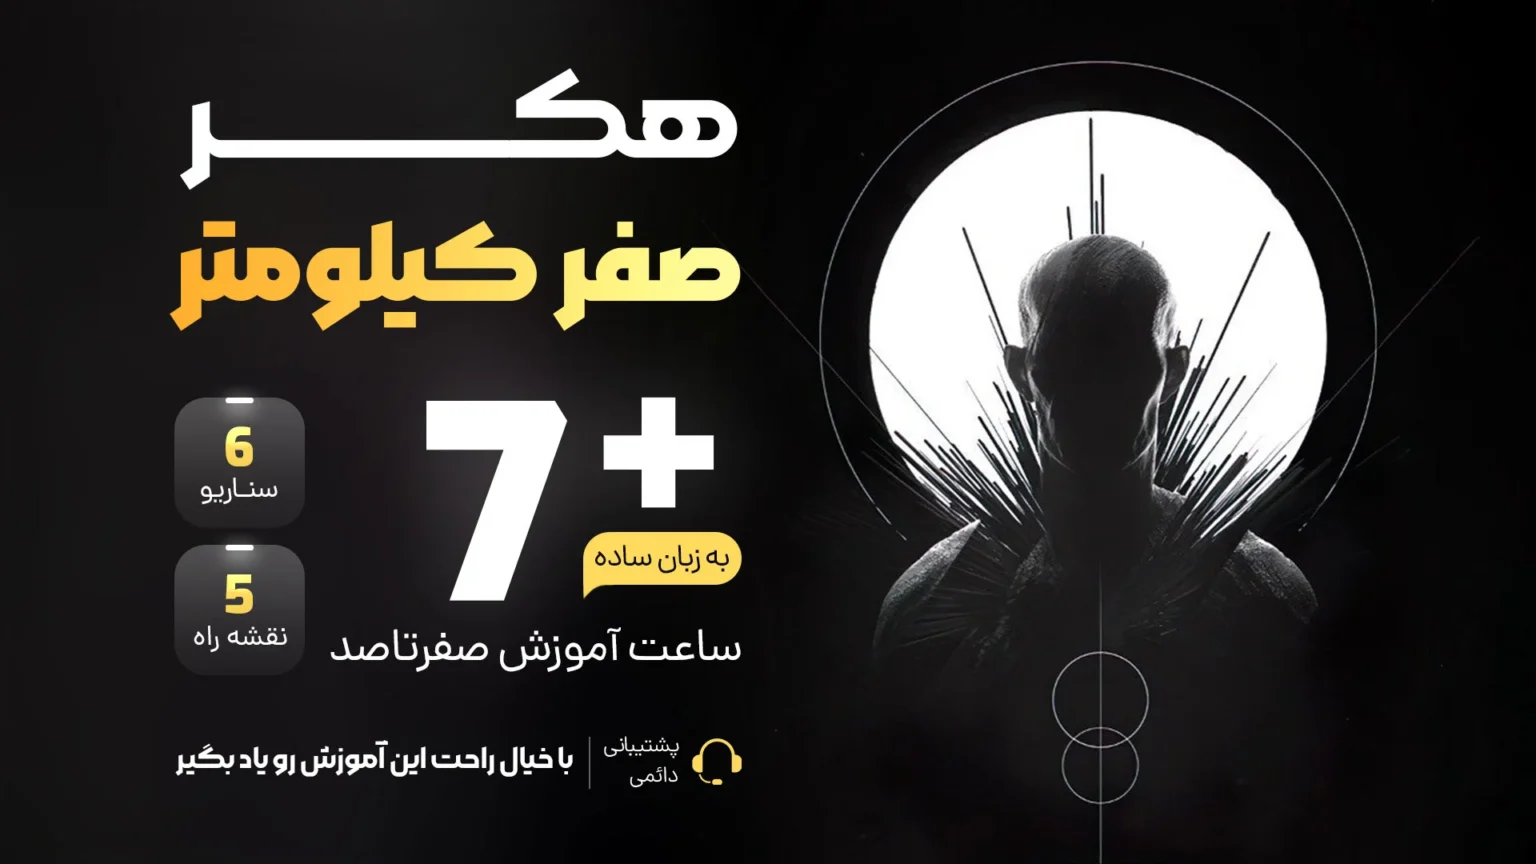 هکر
صفر کیلومتر
7+
به زبان ساده
ساعت آموزش صفرتاصد
6
سناریو
5
نقشه راه
پشتیبانی
دائمی
با خیال راحت این آموزش رو یاد بگیر